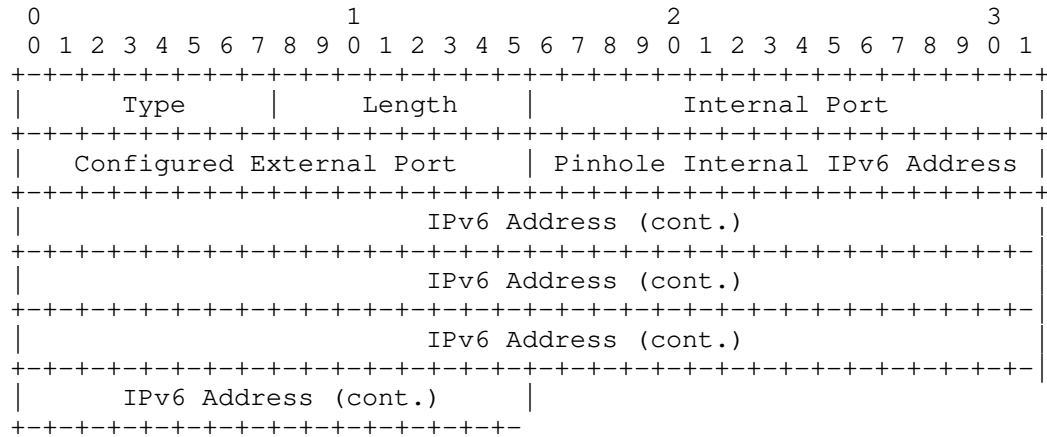 0                   1                   2                   3
 0 1 2 3 4 5 6 7 8 9 0 1 2 3 4 5 6 7 8 9 0 1 2 3 4 5 6 7 8 9 0 1
+-+-+-+-+-+-+-+-+-+-+-+-+-+-+-+-+-+-+-+-+-+-+-+-+-+-+-+-+-+-+-+-+
|      Type     |     Length    |         Internal Port         |
+-+-+-+-+-+-+-+-+-+-+-+-+-+-+-+-+-+-+-+-+-+-+-+-+-+-+-+-+-+-+-+-+
|   Configured External Port    | Pinhole Internal IPv6 Address |
+-+-+-+-+-+-+-+-+-+-+-+-+-+-+-+-+-+-+-+-+-+-+-+-+-+-+-+-+-+-+-+-+
|                         IPv6 Address (cont.)                  |
+-+-+-+-+-+-+-+-+-+-+-+-+-+-+-+-+-+-+-+-+-+-+-+-+-+-+-+-+-+-+-+-|
|                         IPv6 Address (cont.)                  |
+-+-+-+-+-+-+-+-+-+-+-+-+-+-+-+-+-+-+-+-+-+-+-+-+-+-+-+-+-+-+-+-|
|                         IPv6 Address (cont.)                  |
+-+-+-+-+-+-+-+-+-+-+-+-+-+-+-+-+-+-+-+-+-+-+-+-+-+-+-+-+-+-+-+-|
|      IPv6 Address (cont.)     |
+-+-+-+-+-+-+-+-+-+-+-+-+-+-+-+-